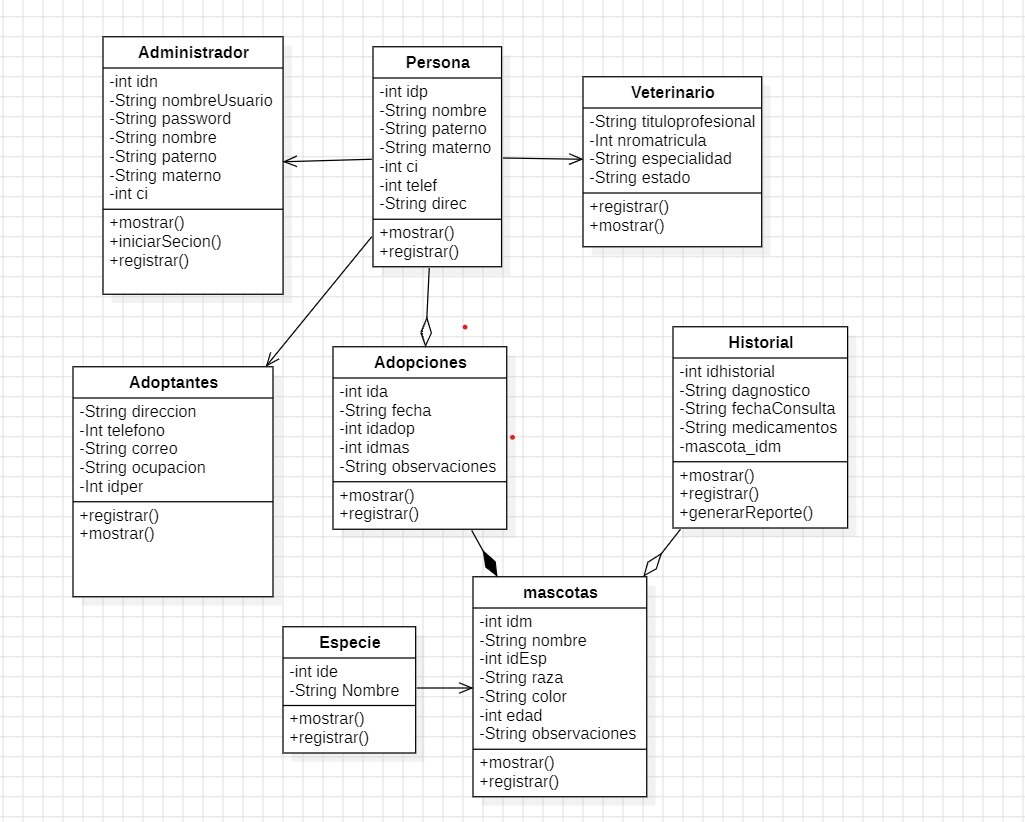 Administrador
-int idn
-String nombreUsuario
-String password
-String nombre
-String paterno
-String materno
-int ci
+mostrar()
+iniciarSecion()
+registrar()
Persona
-int idp
-String nombre
-String paterno
-String materno
-int ci
-int telef
-String direc
+mostrar()
+registrar()
Veterinario
-String tituloprofesional
-Int nromatricula
-String especialidad
-String estado
+registrar()
+mostrar()
Adoptantes
-String direccion
-Int telefono
-String correo
-String ocupacion
-Int idper
+registrar()
+mostrar()
Adopciones
-int ida
-String fecha
-int idadop
-int idmas
-String observaciones
+mostrar()
+registrar()
Historial
-int idhistorial
-String dagnostico
-String fechaConsulta
-String medicamentos
-mascota_idm
+mostrar()
+registrar()
+generarReporte()
Especie
-int ide
-String Nombre
+mostrar()
+registrar()
mascotas
-int idm
-String nombre
-int idEsp
-String raza
-String color
-int edad
-String observaciones
+mostrar()
+registrar()